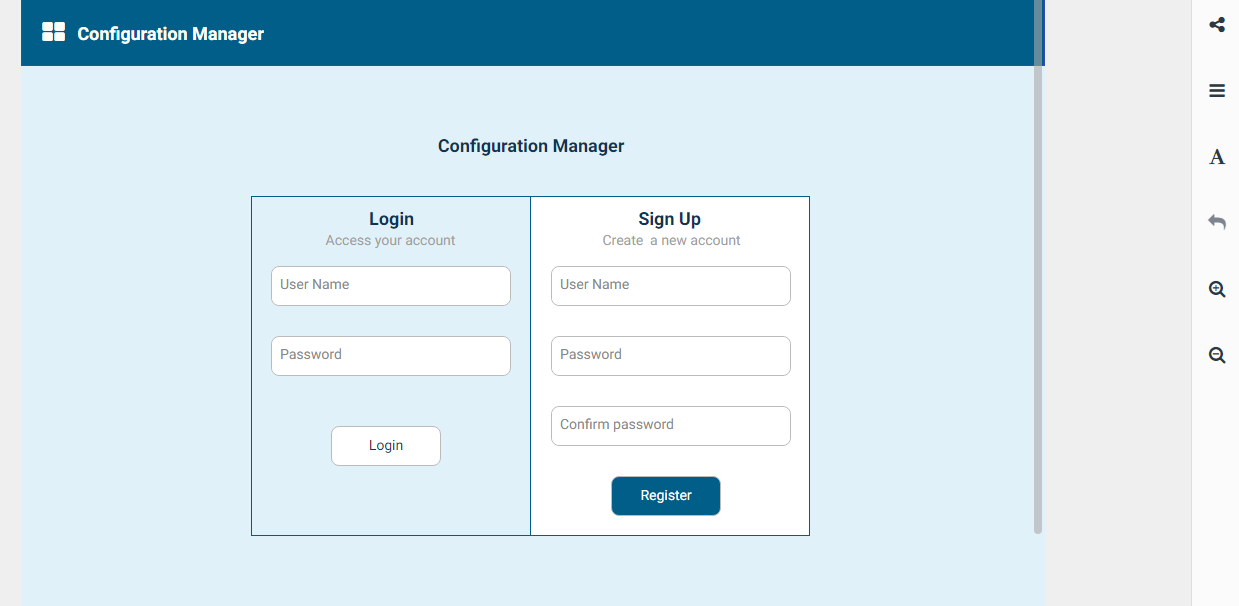 Configuration Manager
Configuration Manager
Login
Access your account
User Name
Password
Login
Sign Up
Create  a new account
User Name
Password
Confirm password
Register
A